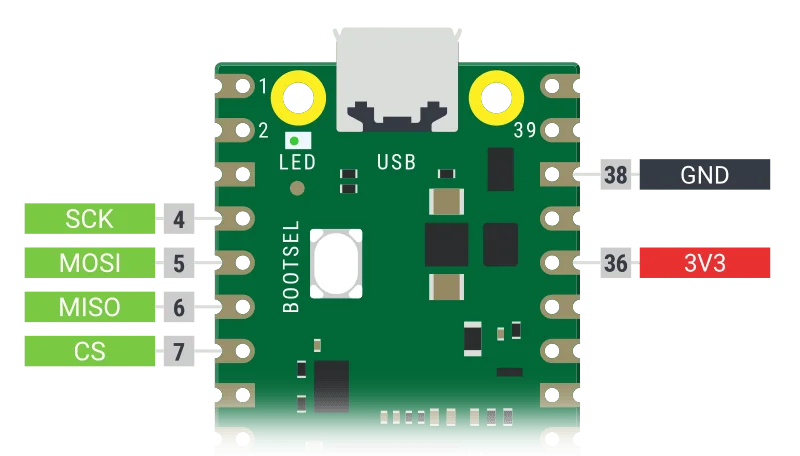 1
2
39
LED
USB
38 GND
SCK 4
BOOTSEL
MOSI 5
36 3V3
MISO 6
CS 7